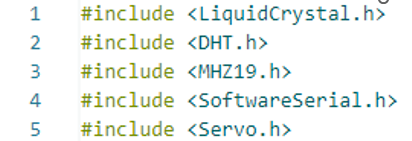 1 #include <LiquidCrystal.h>
2 #include <DHT.h>
3 #include <MHZ19.h>
4 #include <SoftwareSerial.h>
5 #include <Servo.h>